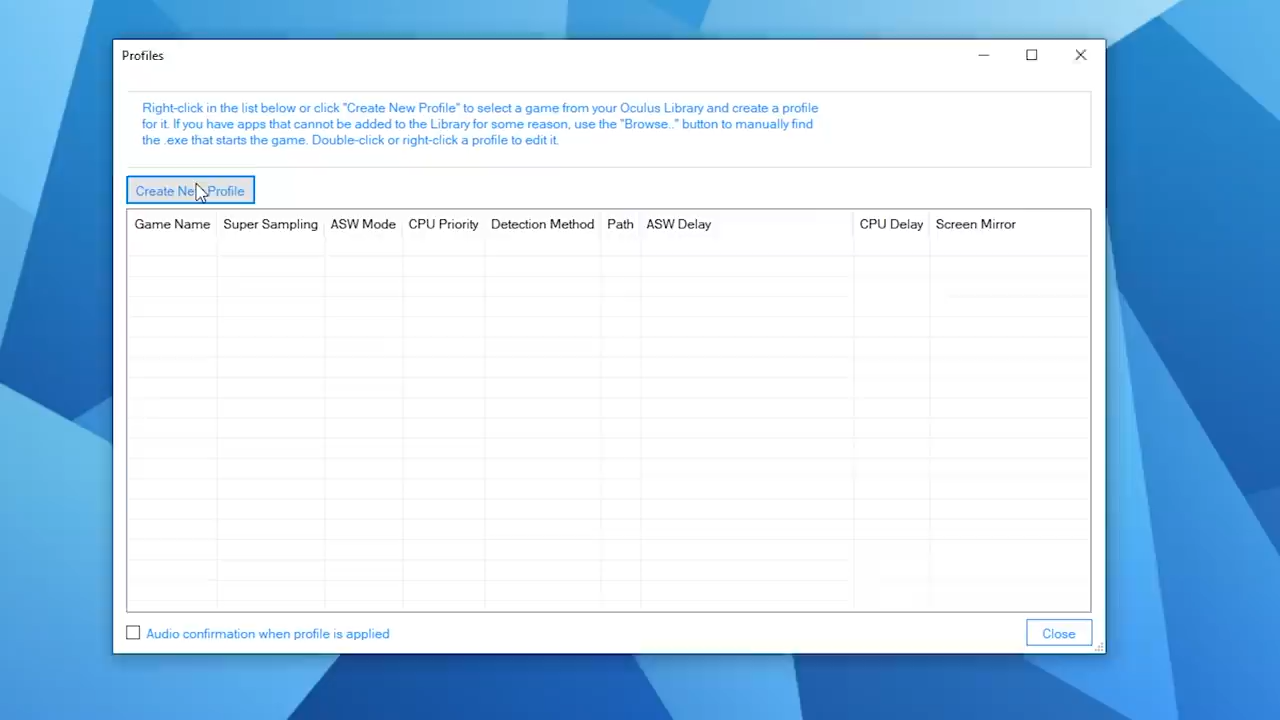 Profiles
Right-click in the list below or click "Create New Profile" to select a game from your Oculus Library and create a profile
for it. If you have apps that cannot be added to the Library for some reason, use the "Browse.." button to manually find
the .exe that starts the game. Double-click or right-click a profile to edit it.
Create New Profile
Game Name Super Sampling ASW Mode CPU Priority Detection Method Path ASW Delay CPU Delay Screen Mirror
Audio confirmation when profile is applied
Close